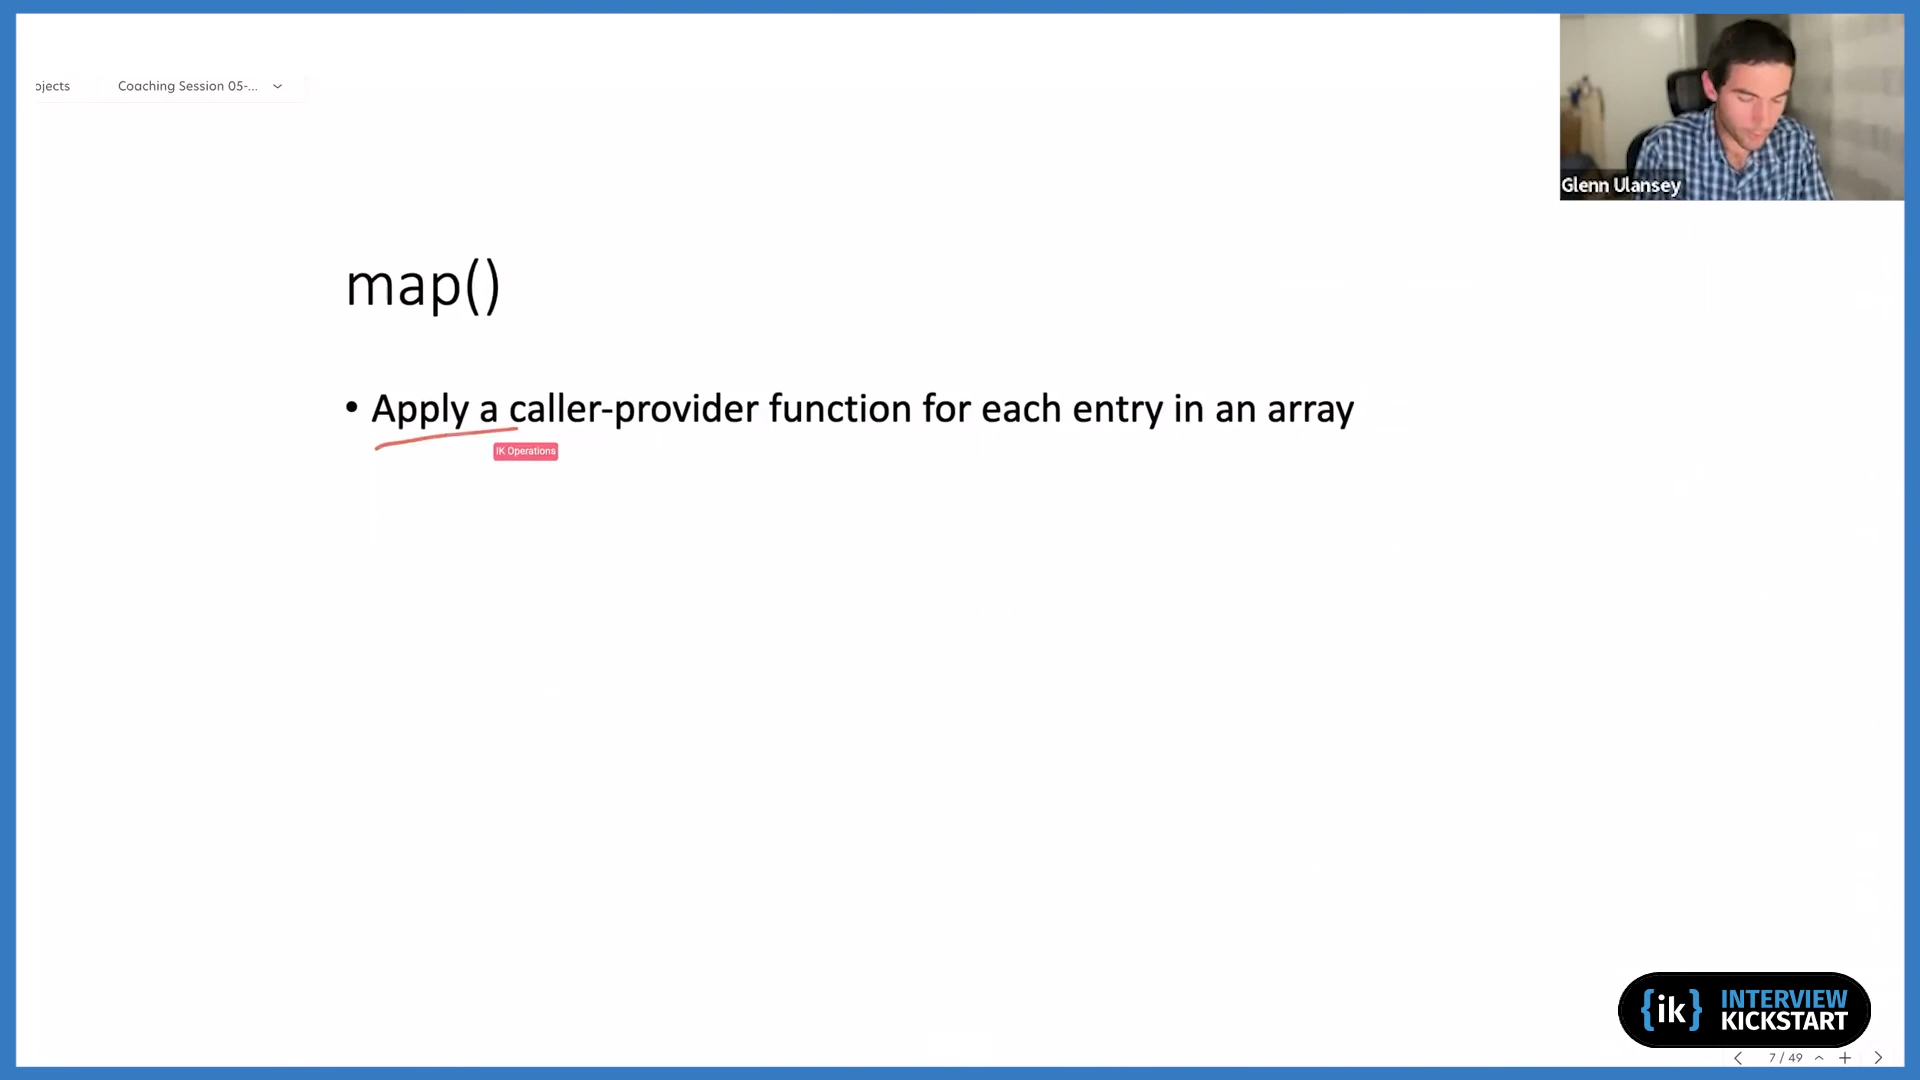 ojects
Coaching Session 05-...
Glenn Ulansey
map()
• Apply a caller-provider function for each entry in an array
IK Operations
{ik} INTERVIEW
KICKSTART
7 / 49